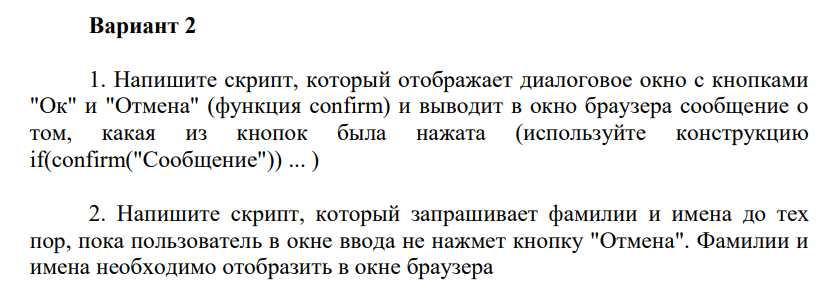 Вариант 2
1. Напишите скрипт, который отображает диалоговое окно с кнопками
"Ок" и "Отмена" (функция confirm) и выводит в окно браузера сообщение о
том, какая из кнопок была нажата (используйте конструкцию
if(confirm("Сообщение")) ... )
2. Напишите скрипт, который запрашивает фамилии и имена до тех
пор, пока пользователь в окне ввода не нажмет кнопку "Отмена". Фамилии и
имена необходимо отобразить в окне браузера